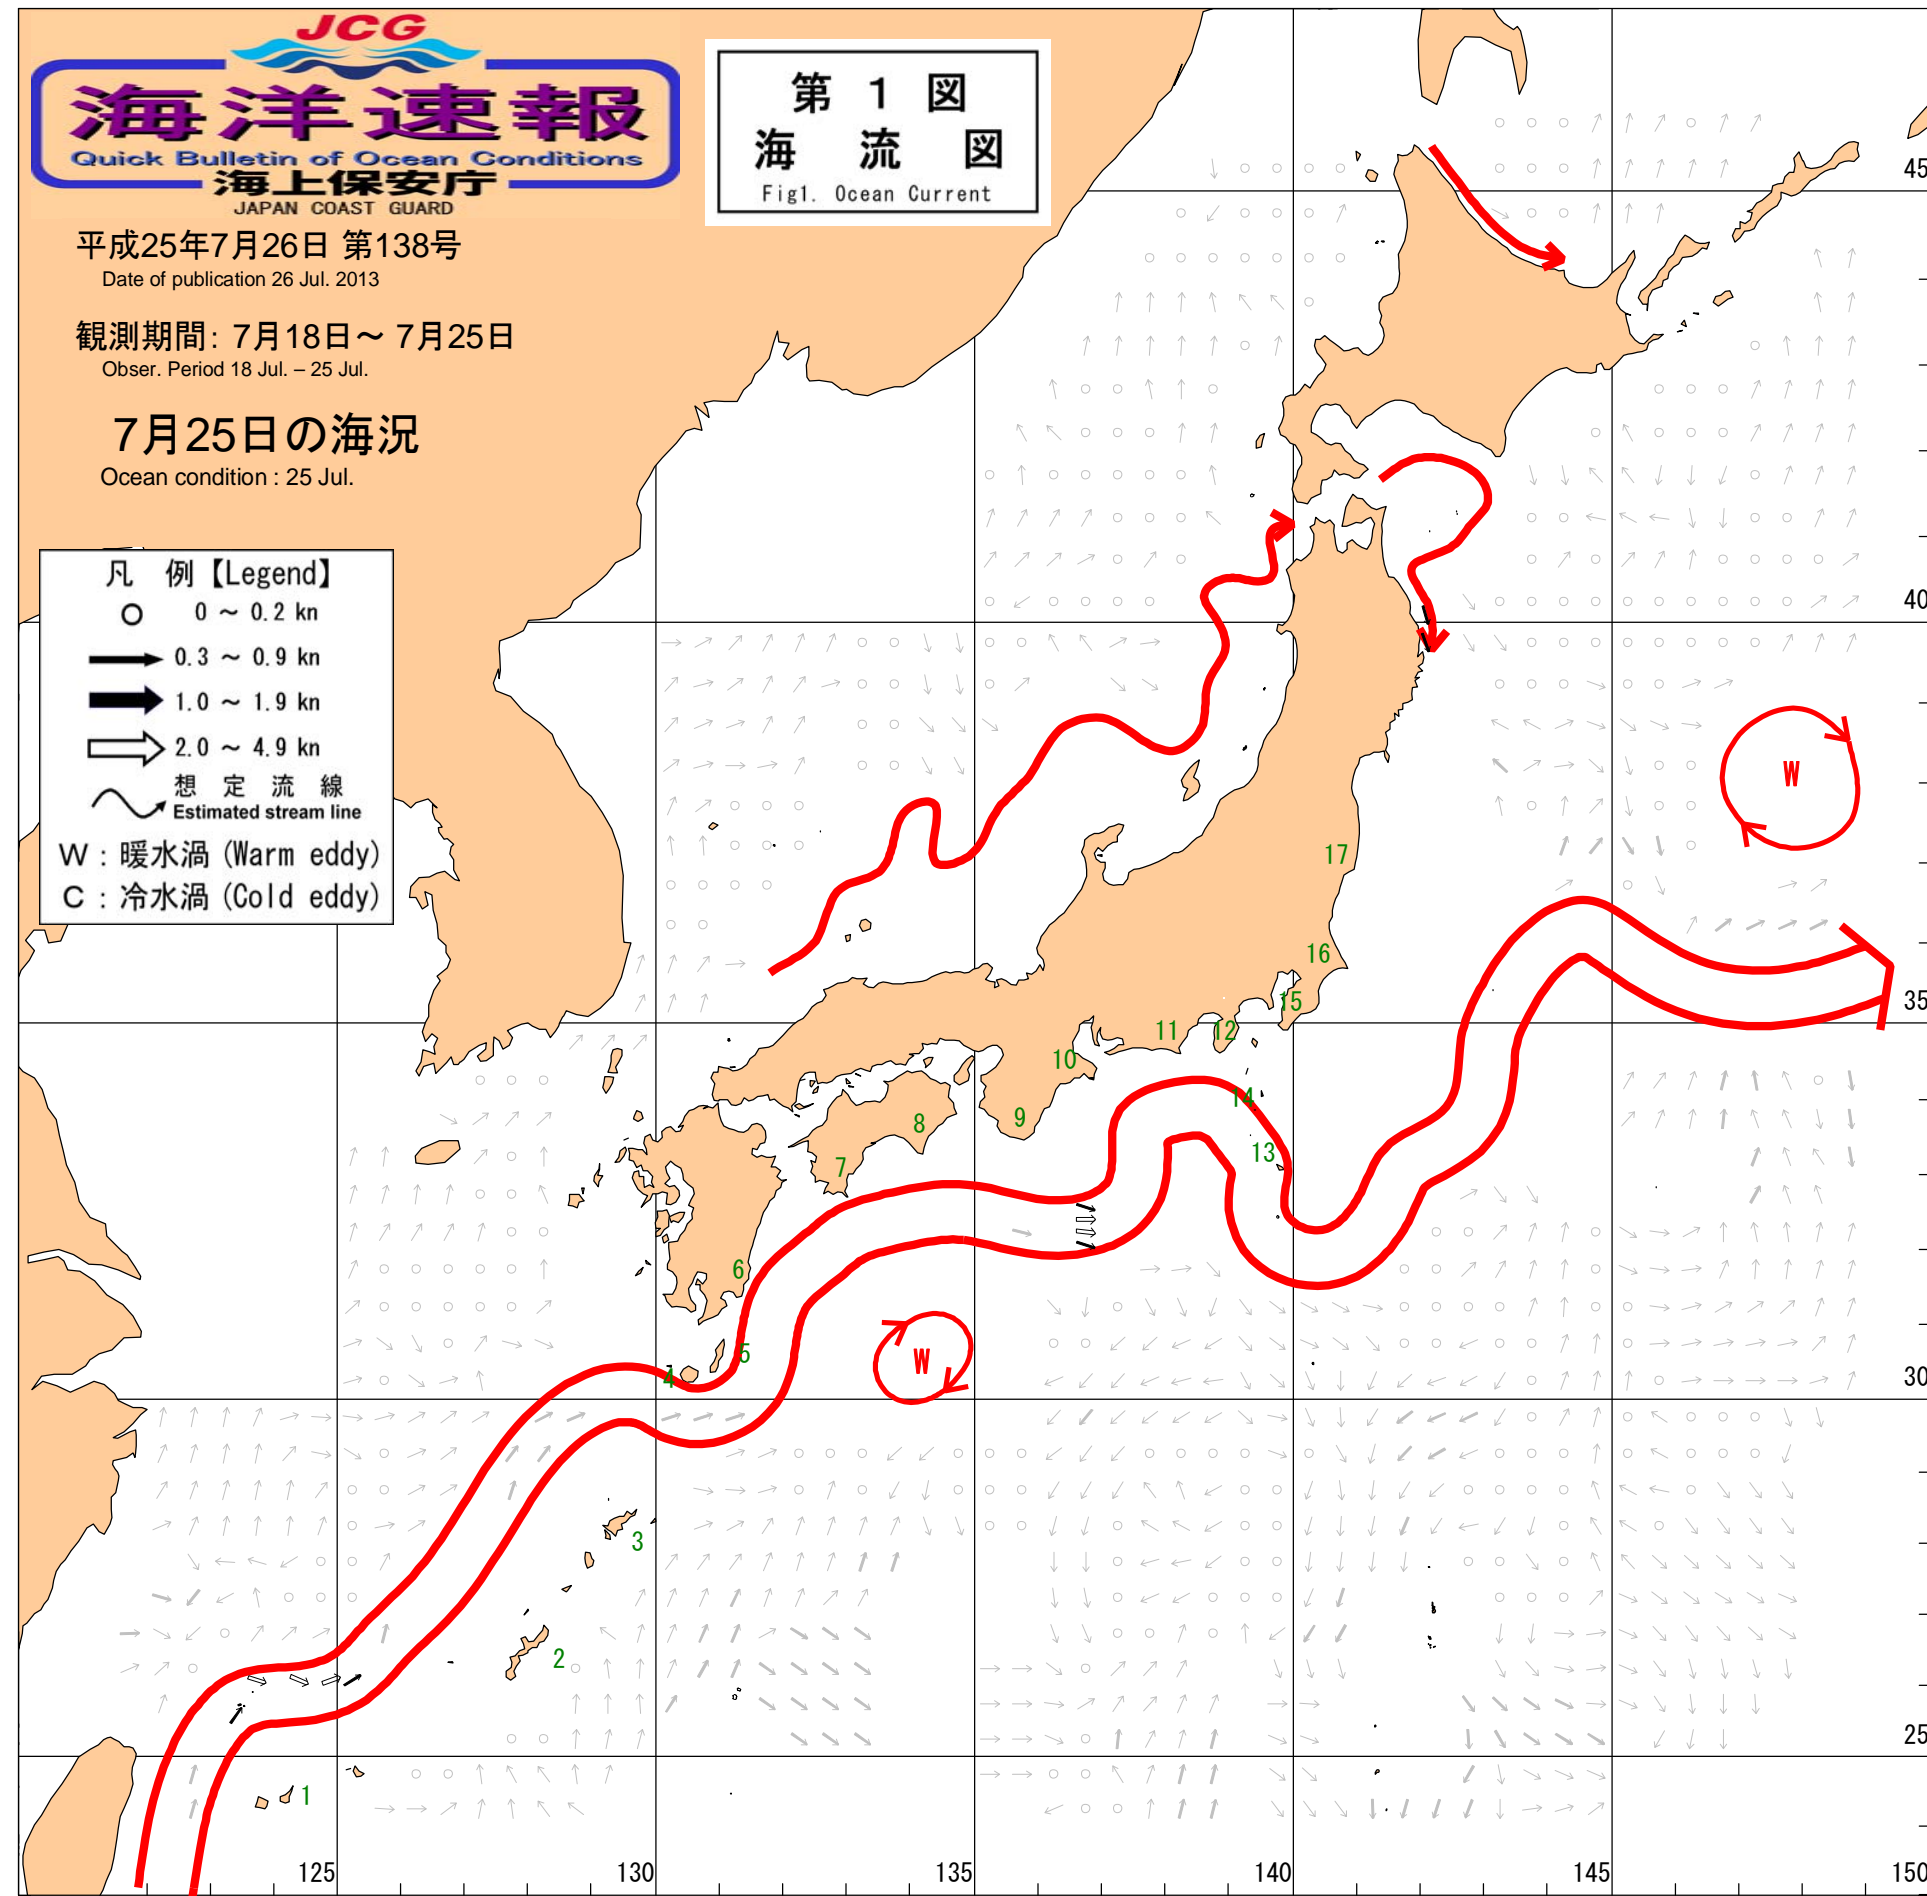 JCG
海洋速報
Quick Bulletin of Ocean Conditions
海上保安庁
JAPAN COAST GUARD
第 1 図
海 流 図
Fig1. Ocean Current
平成25年7月26日 第138号
Date of publication 26 Jul. 2013
観測期間: 7月18日～ 7月25日
Obser. Period 18 Jul. – 25 Jul.
7月25日の海況
Ocean condition : 25 Jul.
凡 例【Legend】
0 ～ 0.2 kn
0.3 ～ 0.9 kn
1.0 ～ 1.9 kn
2.0 ～ 4.9 kn
想 定 流 線
Estimated stream line
W : 暖水渦 (Warm eddy)
C : 冷水渦 (Cold eddy)
45
40
W
17
16
35
15
12
11
10
14
9
8
13
7
6
5
W
4
30
3
2
25
1
125
130
135
140
145
150